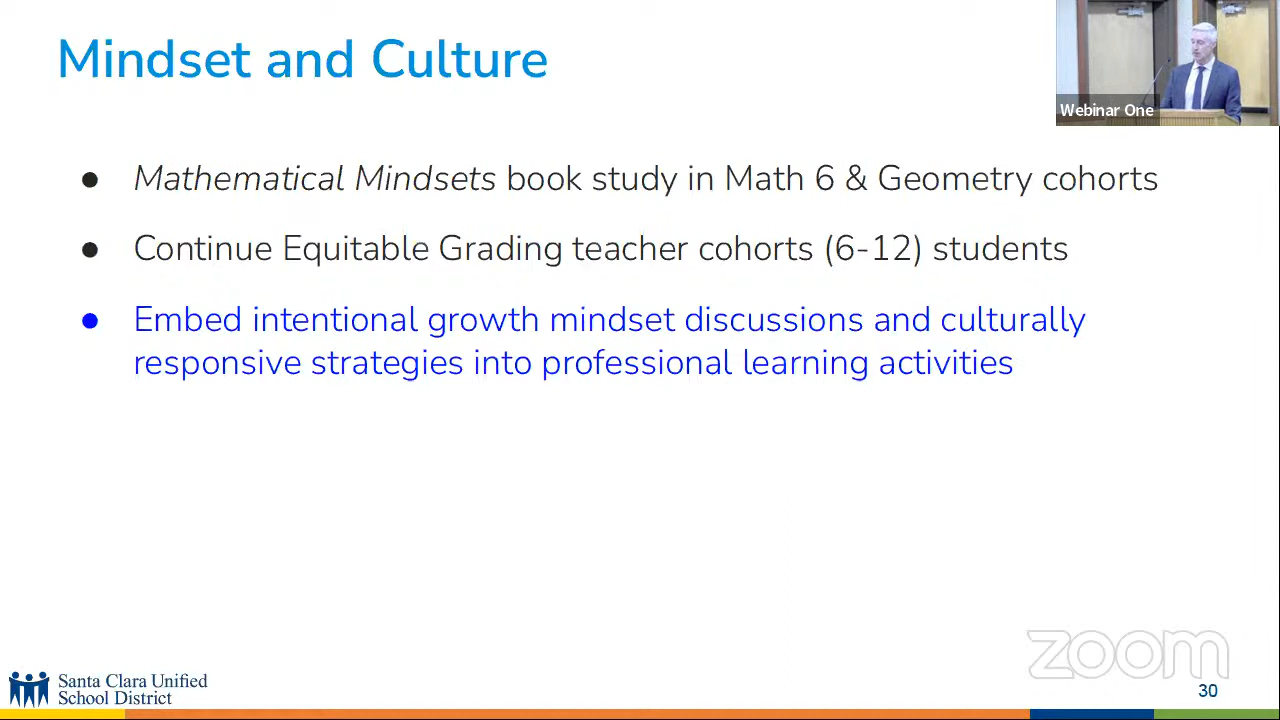 Mindset and Culture
Webinar One
● Mathematical Mindsets book study in Math 6 & Geometry cohorts
● Continue Equitable Grading teacher cohorts (6-12) students
● Embed intentional growth mindset discussions and culturally
responsive strategies into professional learning activities
zoom
Santa Clara Unified
School District
30